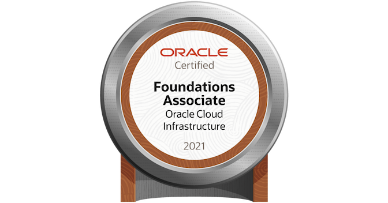 ORACLE
Certified
Foundations
Associate
Oracle Cloud
Infrastructure
2021